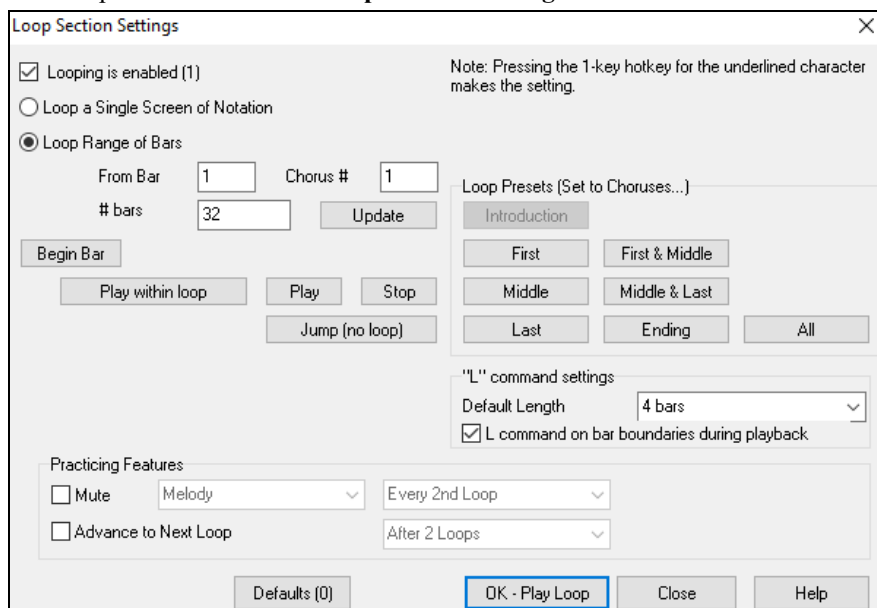 Loop Section Settings
Looping is enabled (1)
Note: Pressing the 1-key hotkey for the underlined character
makes the setting.
Loop a Single Screen of Notation
Loop Range of Bars
From Bar 1 Chorus # 1
# bars 32 Update
Begin Bar
Play within loop Play Stop
Jump (no loop)
Loop Presets (Set to Choruses...)
Introduction
First First & Middle
Middle Middle & Last
Last Ending All
"L" command settings
Default Length 4 bars
L command on bar boundaries during playback
Practicing Features
Mute Melody Every 2nd Loop
Advance to Next Loop After 2 Loops
Defaults (0) OK - Play Loop Close Help